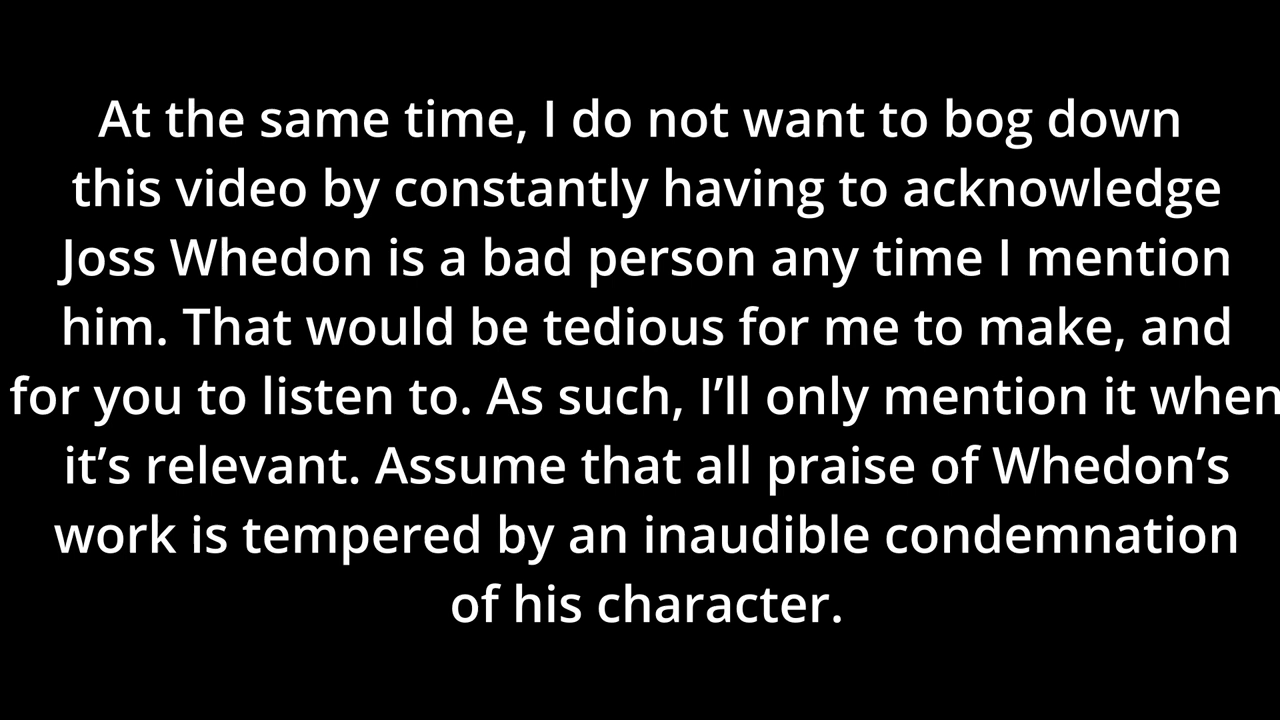 At the same time, I do not want to bog down
this video by constantly having to acknowledge
Joss Whedon is a bad person any time I mention
him. That would be tedious for me to make, and
for you to listen to. As such, I’ll only mention it when
it’s relevant. Assume that all praise of Whedon’s
work is tempered by an inaudible condemnation
of his character.